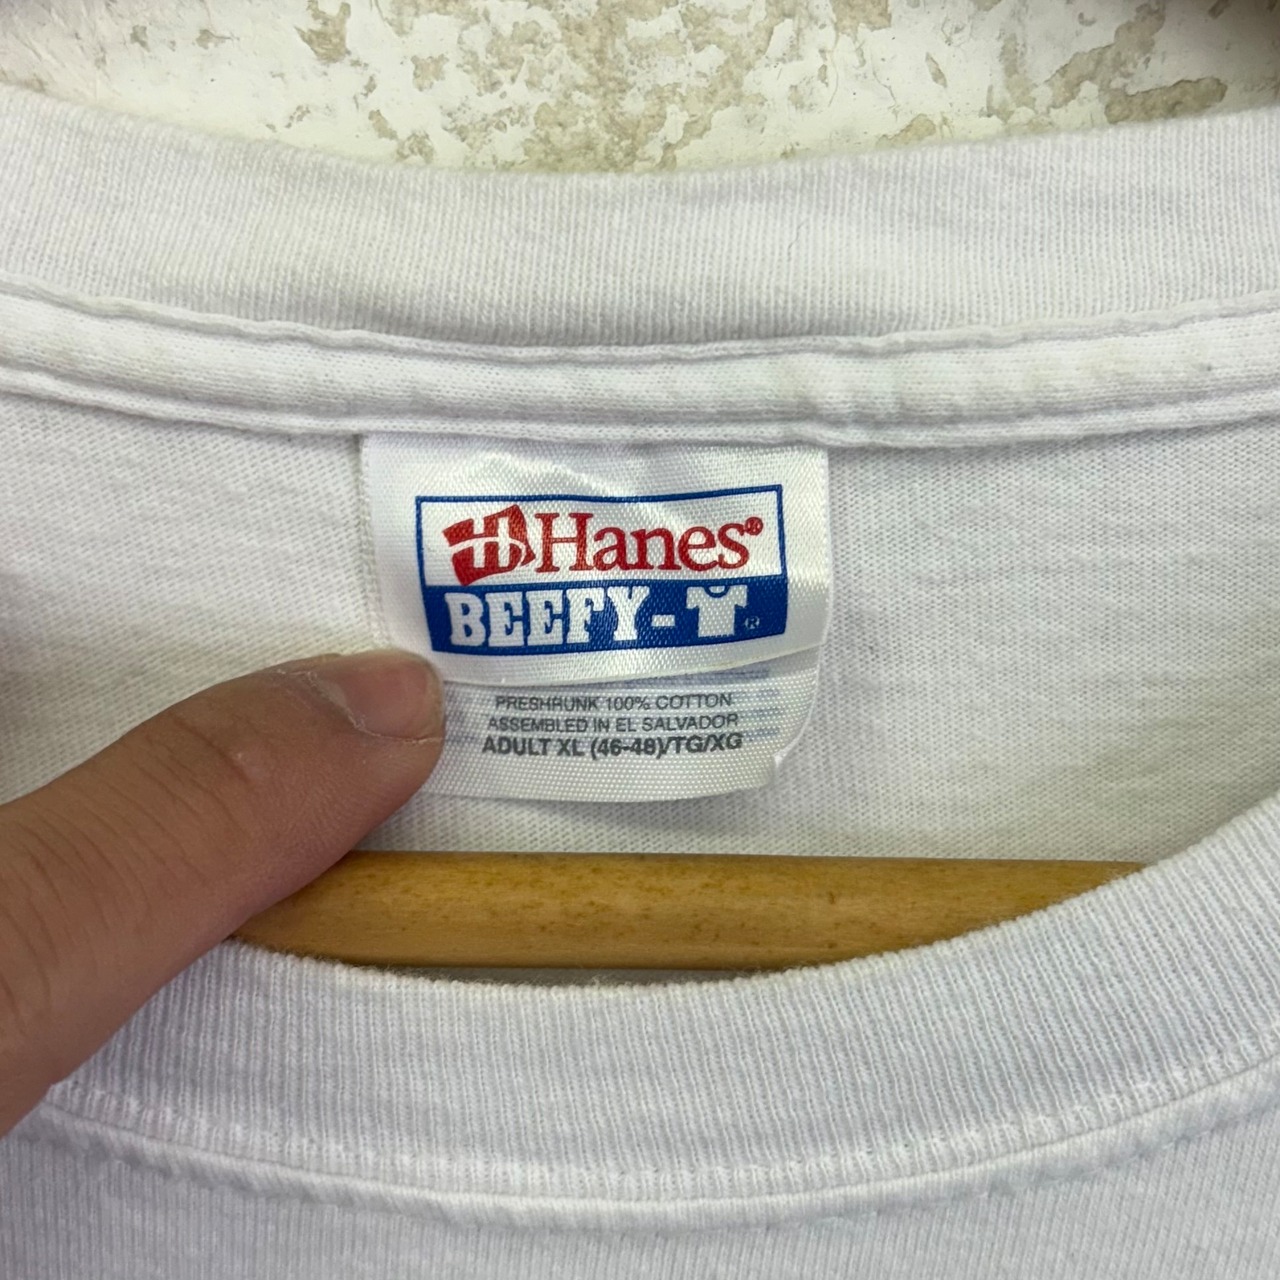 Hanes®
BEEFY-T®
PRESHRUNK 100% COTTON
ASSEMBLED IN EL SALVADOR
ADULT XL (46-48)/TG/XG